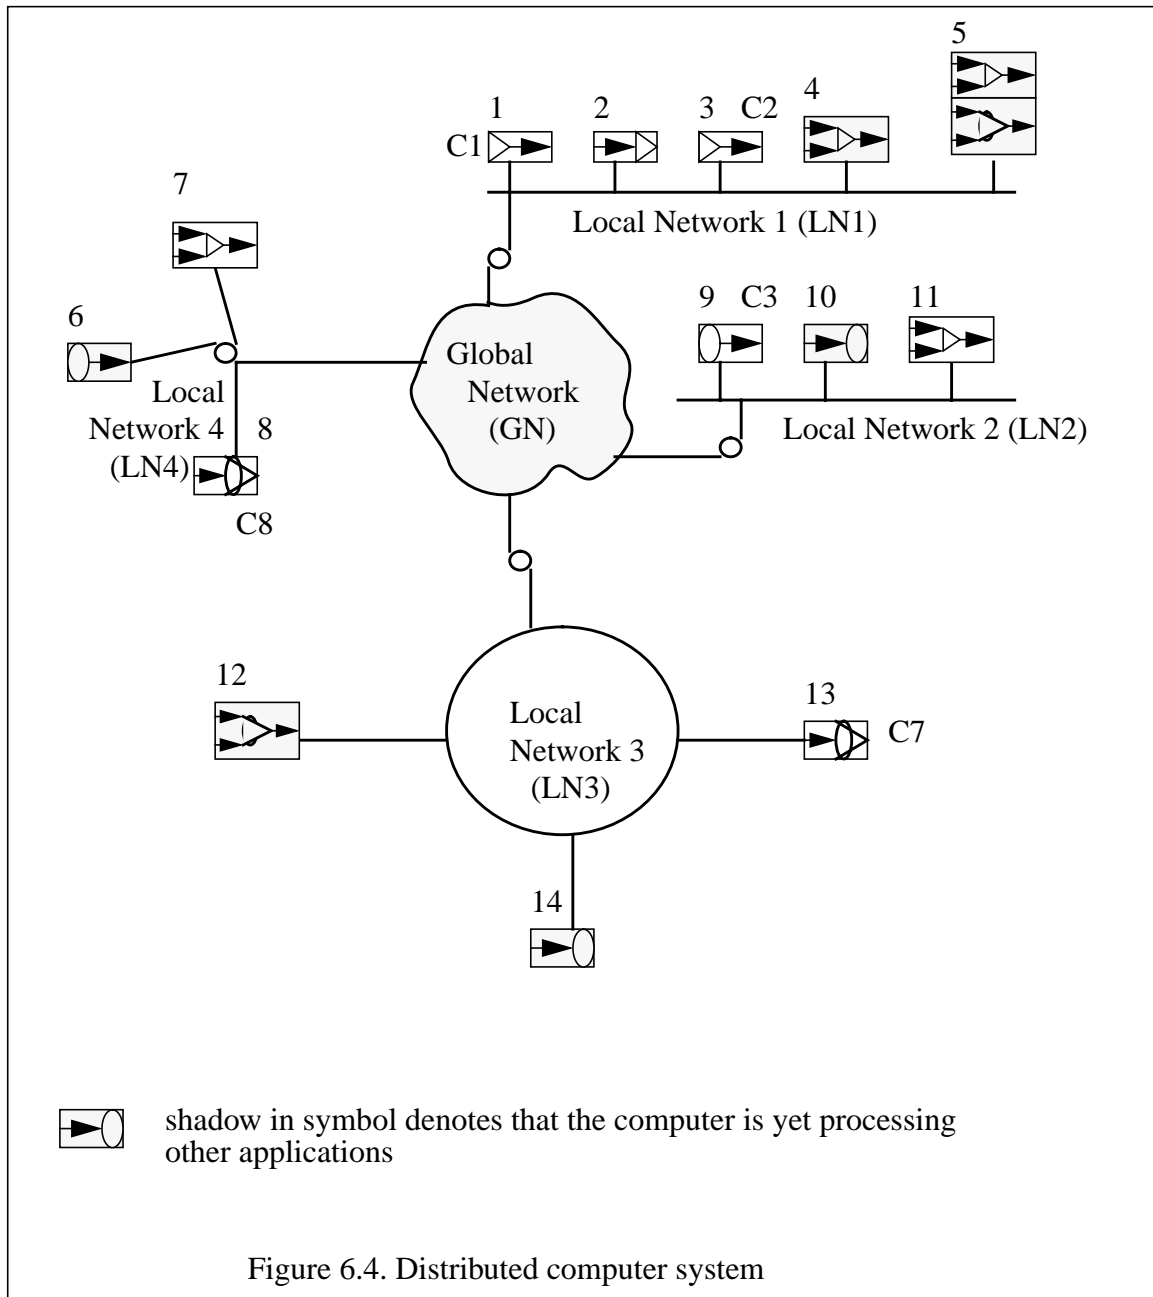 5
1 2 3 C2 4
C1
Local Network 1 (LN1)
7
6
9 C3 10 11
Global
Network
(GN)
Local
Network 4 8
(LN4)
C8
Local Network 2 (LN2)
12
13
C7
Local
Network 3
(LN3)
14
shadow in symbol denotes that the computer is yet processing
other applications
Figure 6.4. Distributed computer system